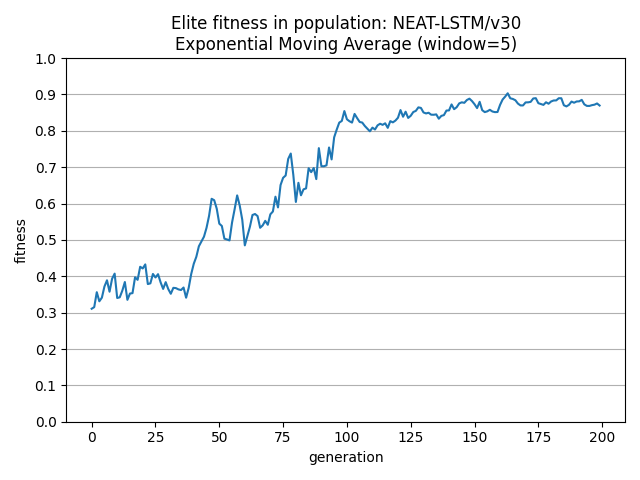 Elite fitness in population: NEAT-LSTM/v30
Exponential Moving Average (window=5)
1.0
0.9
0.8
0.7
0.6
0.5
0.4
0.3
0.2
0.1
0.0
fitness
0 25 50 75 100 125 150 175 200
generation